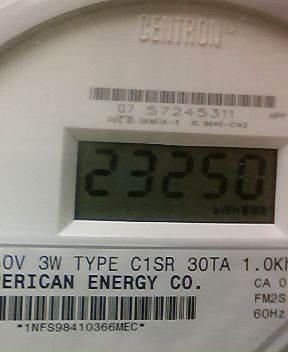 CENTRON
07 57245311
23250
kWh
0V 3W TYPE C1SR 30TA 1.0Kh
ERICAN ENERGY CO.
CA 0
FM2S
60Hz
*1NFS98410366MEC*